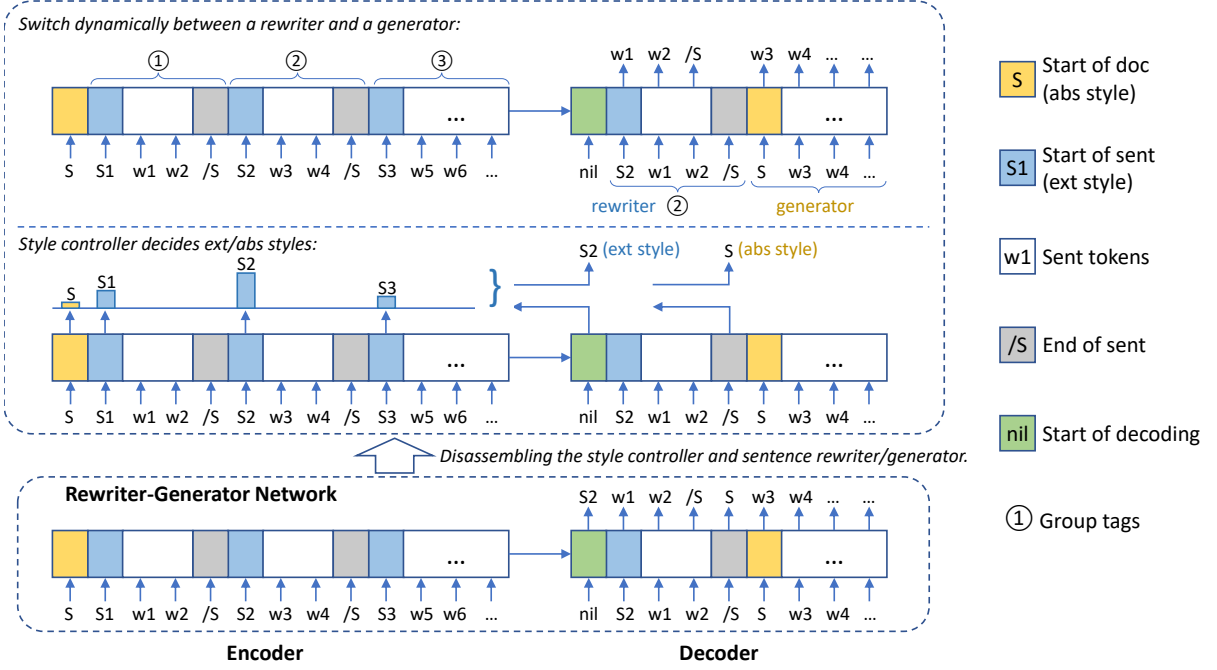 Switch dynamically between a rewriter and a generator:
① ② ③
w1 w2 /S w3 w4 ... ...
... ...
S S1 w1 w2 /S S2 w3 w4 /S S3 w5 w6 ...
nil S2 w1 w2 /S S w3 w4 ...
rewriter ② generator
Style controller decides ext/abs styles:
S2 (ext style) S (abs style)
S S1 S2 S3 }
... ...
S S1 w1 w2 /S S2 w3 w4 /S S3 w5 w6 ...
nil S2 w1 w2 /S S w3 w4 ...
Disassembling the style controller and sentence rewriter/generator.
Rewriter-Generator Network
S2 w1 w2 /S S w3 w4 ... ...
... ...
S S1 w1 w2 /S S2 w3 w4 /S S3 w5 w6 ...
nil S2 w1 w2 /S S w3 w4 ...
Encoder Decoder
S Start of doc
(abs style)
S1 Start of sent
(ext style)
w1 Sent tokens
/S End of sent
nil Start of decoding
① Group tags